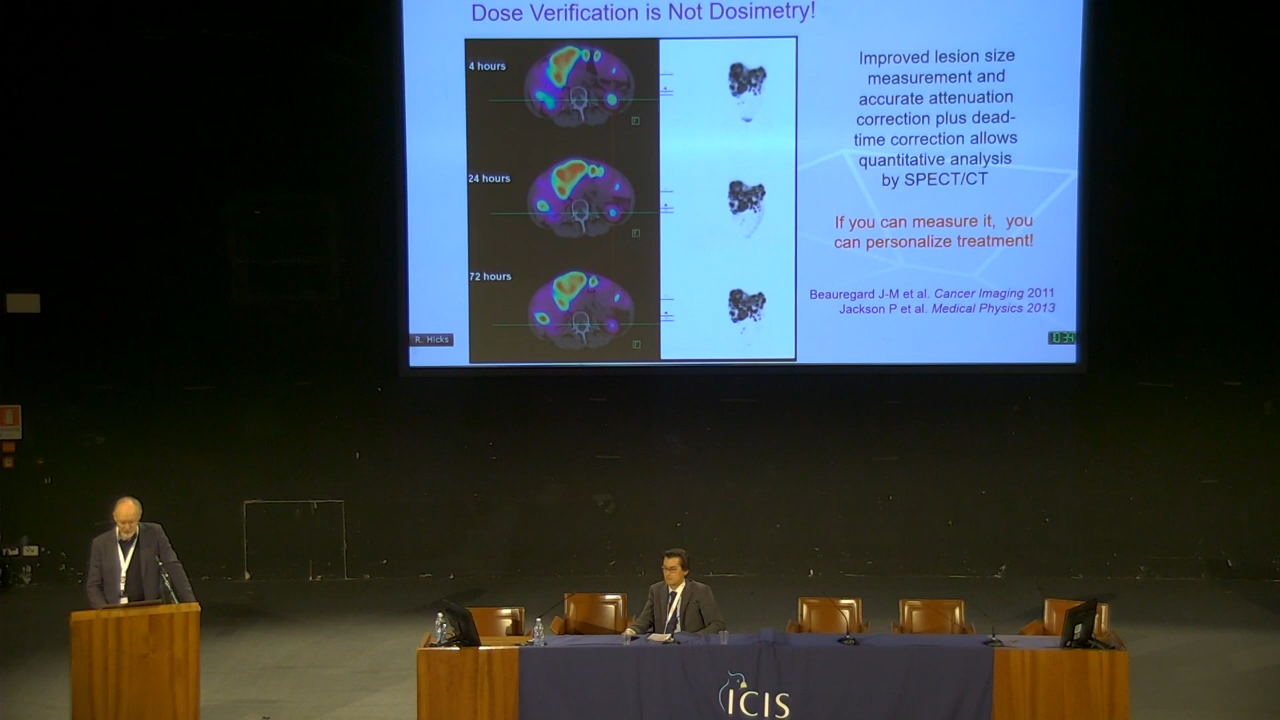 Dose Verification is Not Dosimetry!
4 hours
24 hours
72 hours
Improved lesion size
measurement and
accurate attenuation
correction plus dead-
time correction allows
quantitative analysis
by SPECT/CT
If you can measure it, you
can personalize treatment!
Beauregard J-M et al. Cancer Imaging 2011
Jackson P et al. Medical Physics 2013
R. Hicks
ICIS